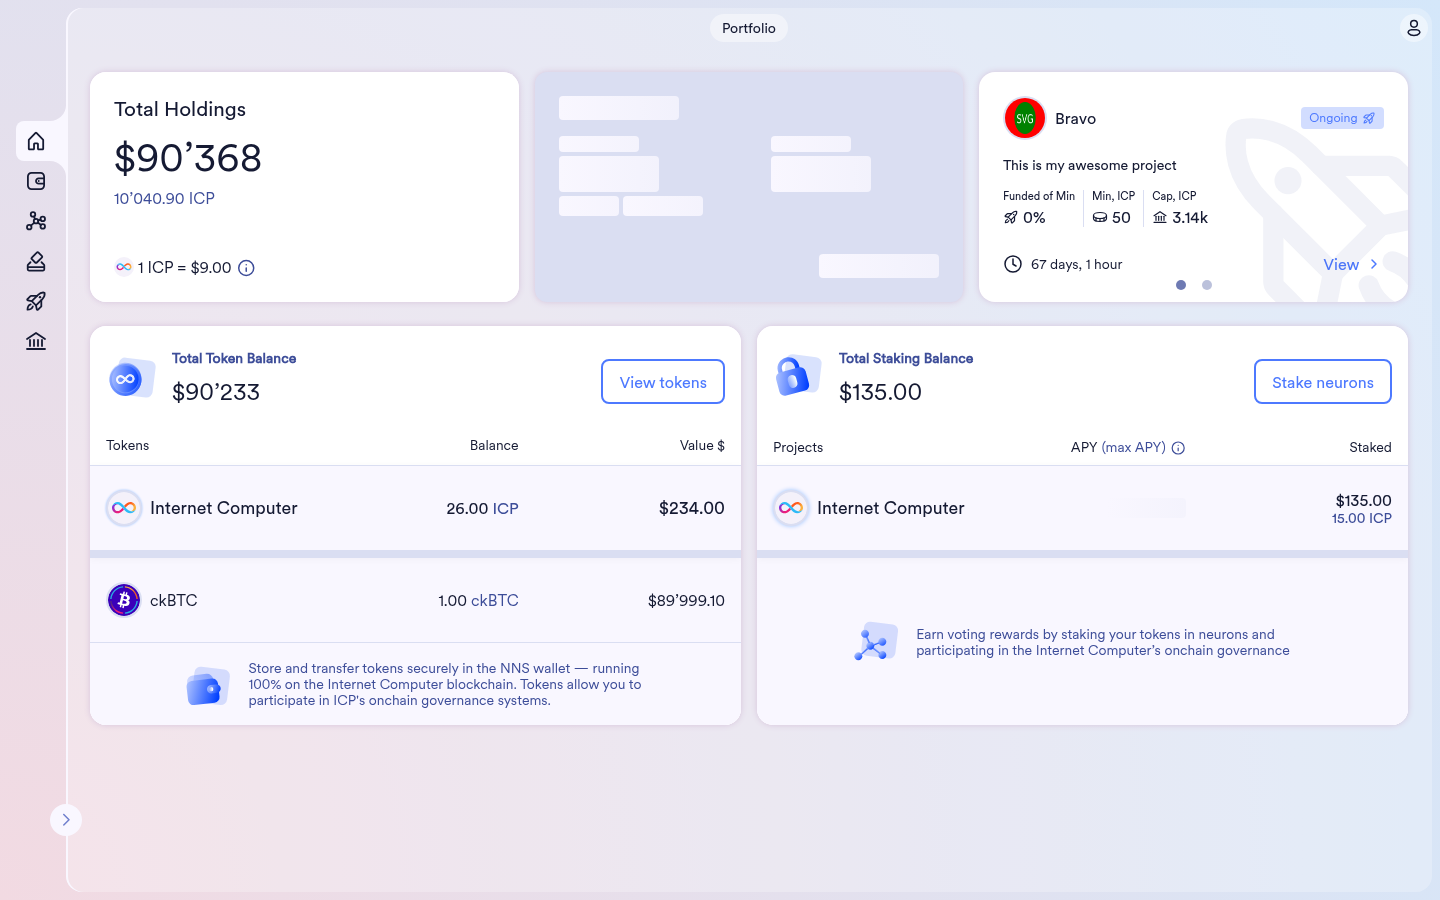 Portfolio
Total Holdings
$90’368
10’040.90 ICP
1 ICP = $9.00
SVG
Bravo
Ongoing
This is my awesome project
Funded of Min
0%
Min, ICP
50
Cap, ICP
3.14k
67 days, 1 hour
View
Total Token Balance
$90’233
View tokens
Tokens Balance Value $
Internet Computer 26.00 ICP $234.00
ckBTC 1.00 ckBTC $89’999.10
Store and transfer tokens securely in the NNS wallet — running
100% on the Internet Computer blockchain. Tokens allow you to
participate in ICP's onchain governance systems.
Total Staking Balance
$135.00
Stake neurons
Projects APY (max APY) Staked
Internet Computer $135.00
15.00 ICP
Earn voting rewards by staking your tokens in neurons and
participating in the Internet Computer’s onchain governance